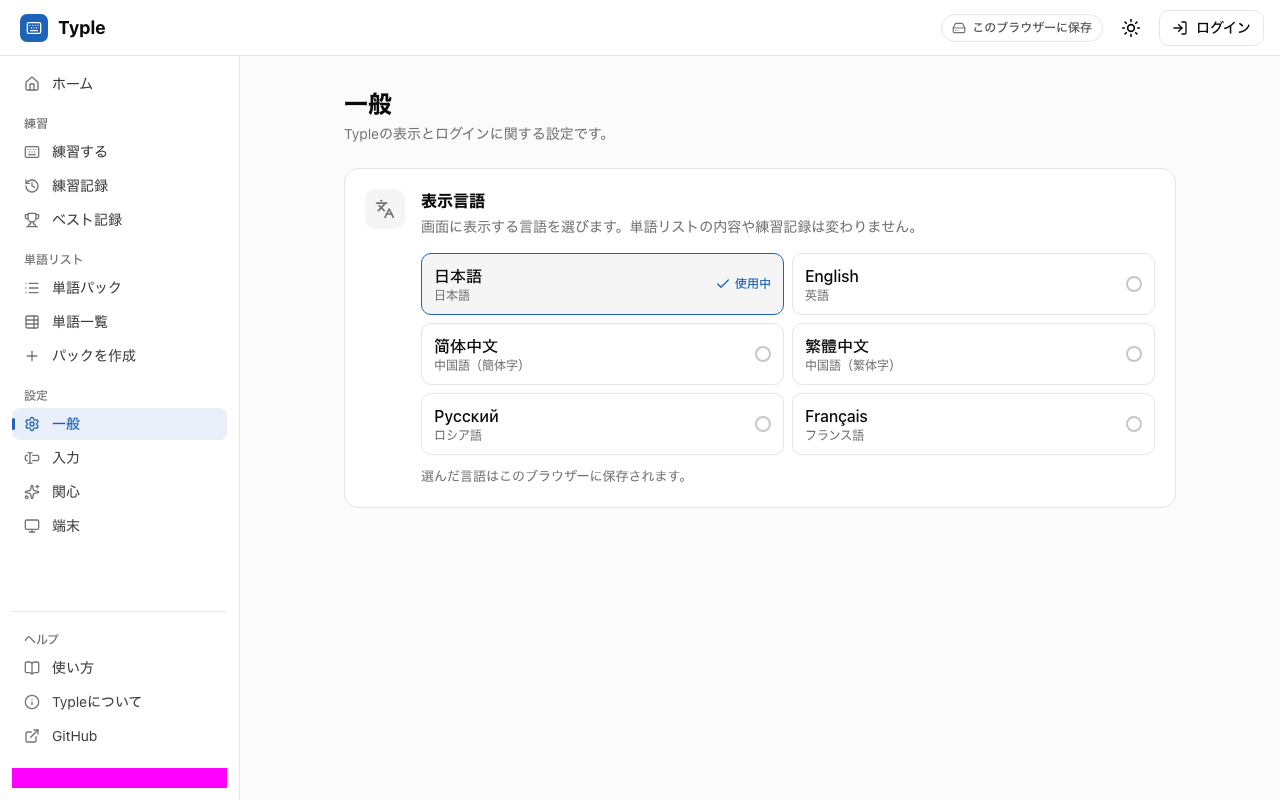 Typle
このブラウザーに保存
ログイン
ホーム
練習
練習する
練習記録
ベスト記録
単語リスト
単語パック
単語一覧
パックを作成
設定
一般
入力
関心
端末
ヘルプ
使い方
Typleについて
GitHub
一般
Typleの表示とログインに関する設定です。
表示言語
画面に表示する言語を選びます。単語リストの内容や練習記録は変わりません。
日本語
日本語
使用中
English
英語
简体中文
中国語（簡体字）
繁體中文
中国語（繁体字）
Русский
ロシア語
Français
フランス語
選んだ言語はこのブラウザーに保存されます。